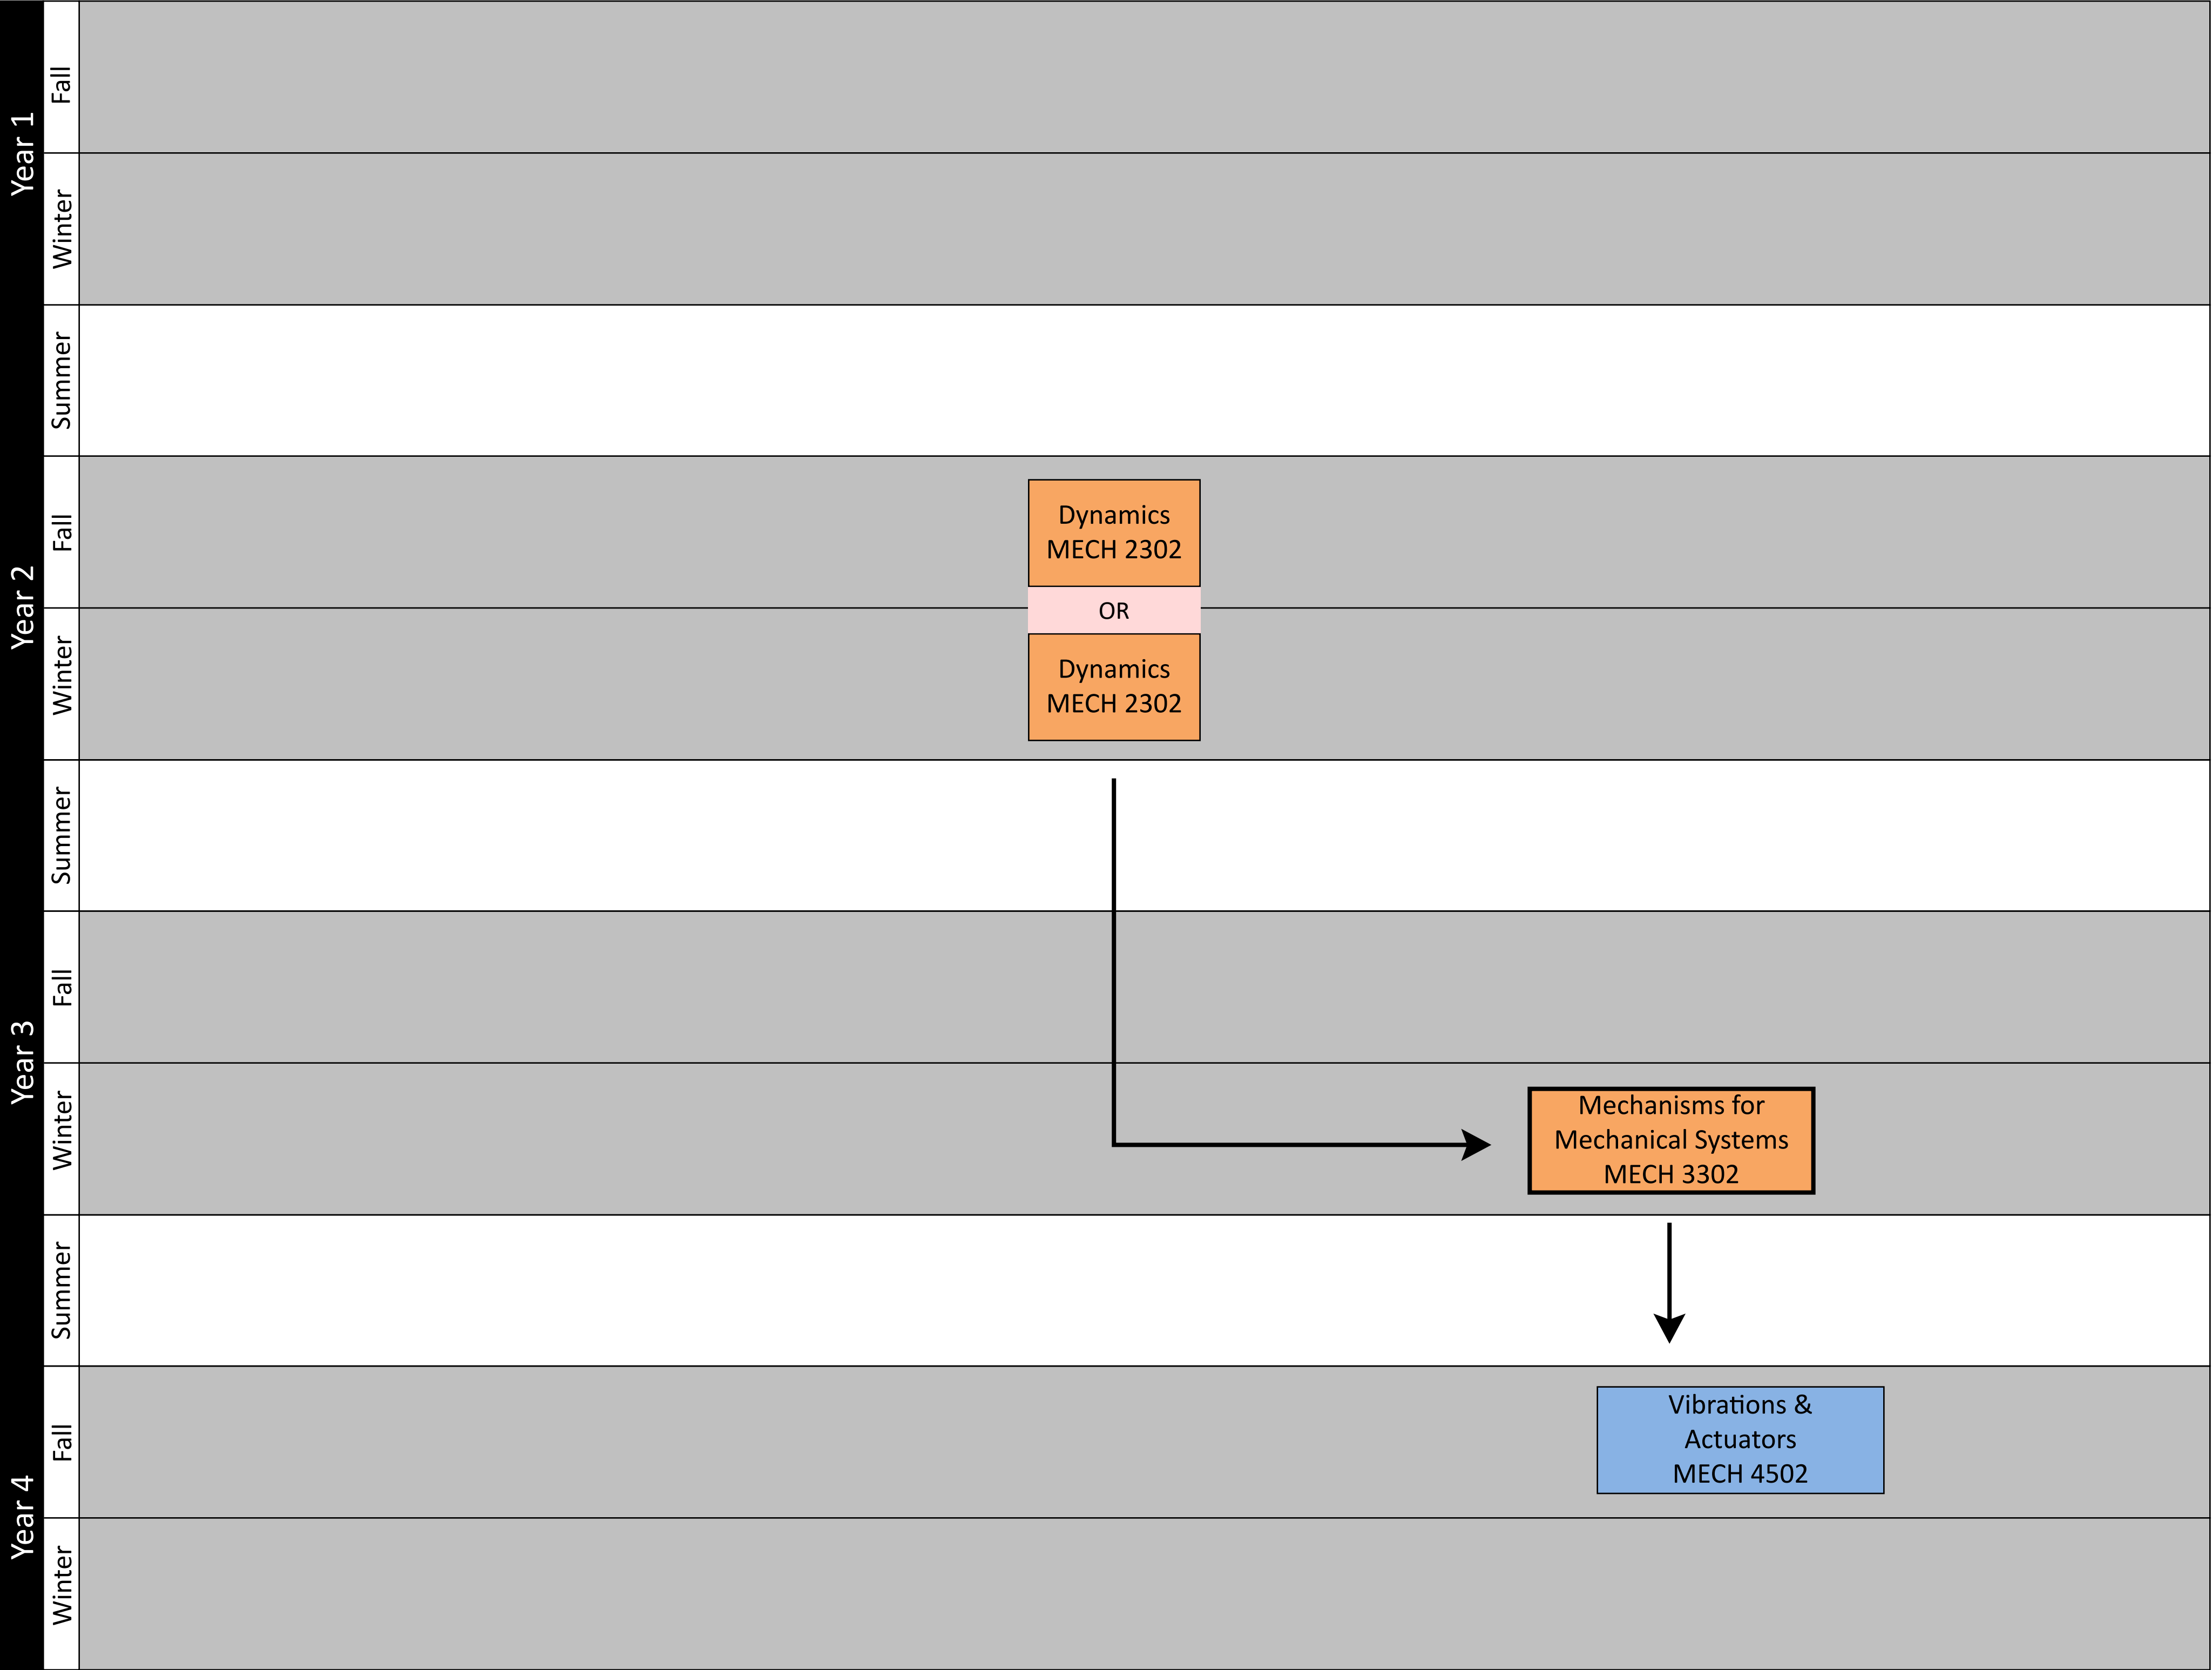 Year 1
Fall
Winter
Summer
Year 2
Fall
Dynamics
MECH 2302
OR
Winter
Dynamics
MECH 2302
Summer
Year 3
Fall
Winter
Mechanisms for
Mechanical Systems
MECH 3302
Summer
Year 4
Fall
Vibrations &
Actuators
MECH 4502
Winter